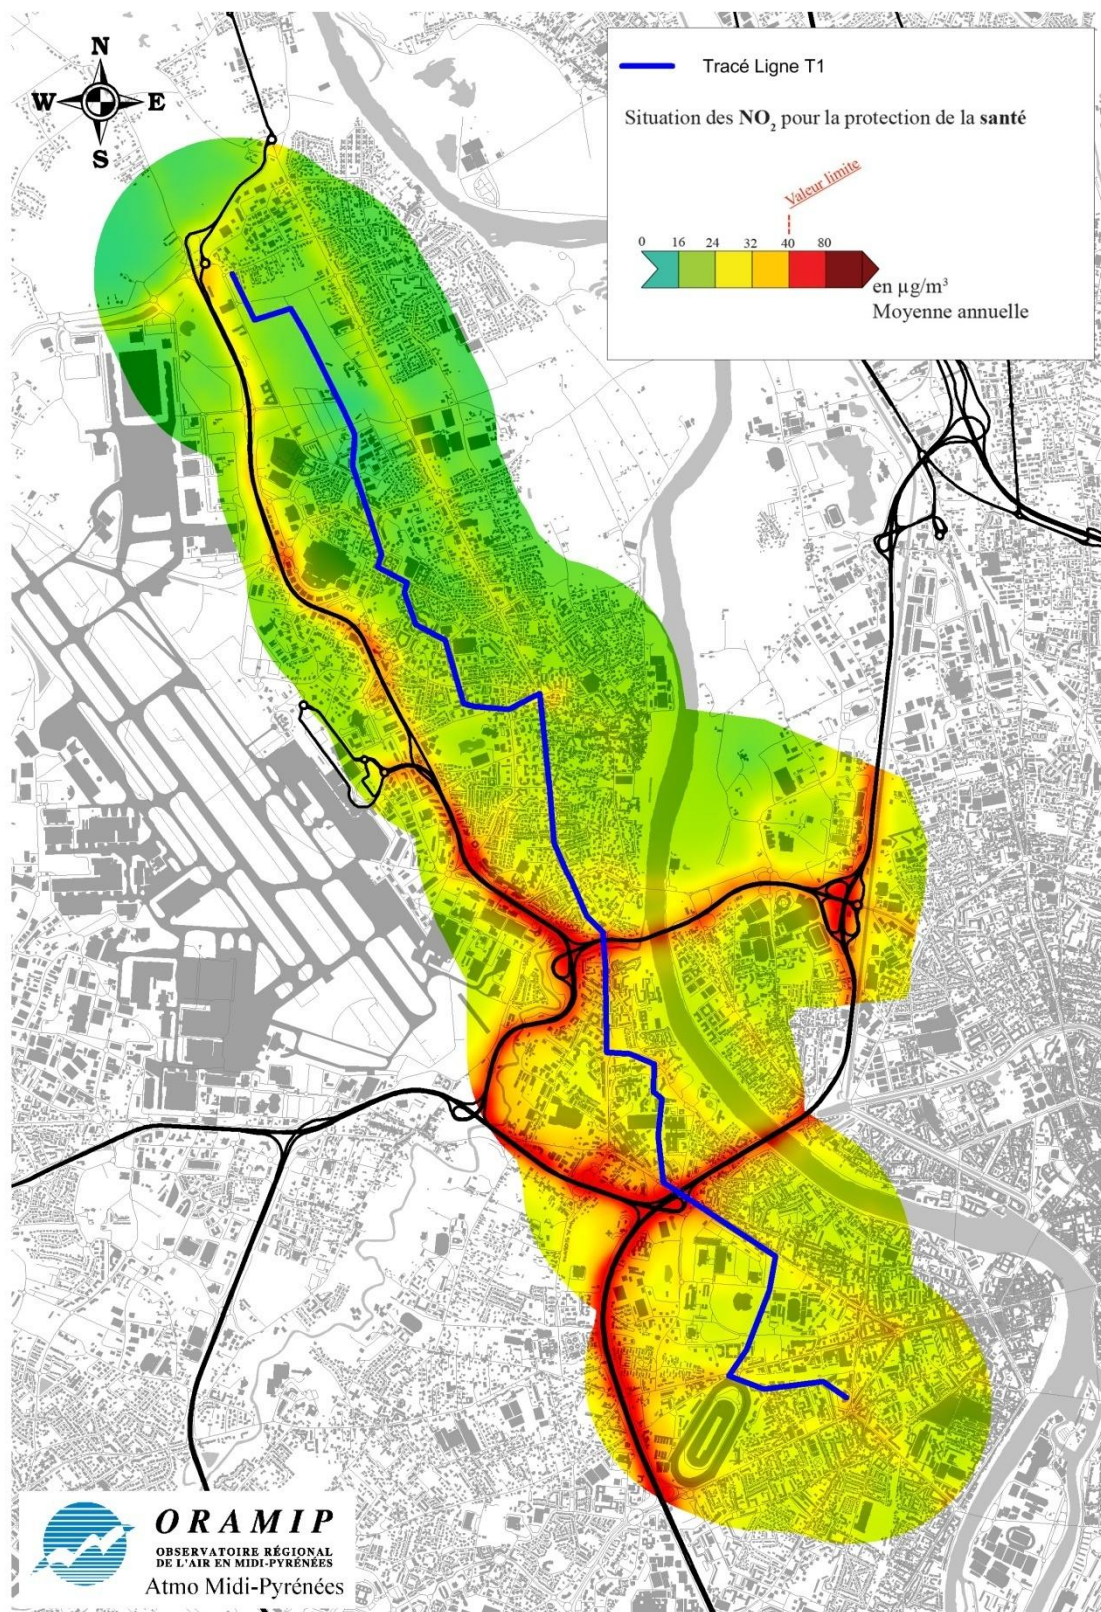 N
W E
S
Tracé Ligne T1
Situation des NO₂ pour la protection de la santé
Valeur limite
0 16 24 32 40 80
en µg/m³
Moyenne annuelle
ORAMIP
OBSERVATOIRE RÉGIONAL
DE L'AIR EN MIDI-PYRÉNÉES
Atmo Midi-Pyrénées